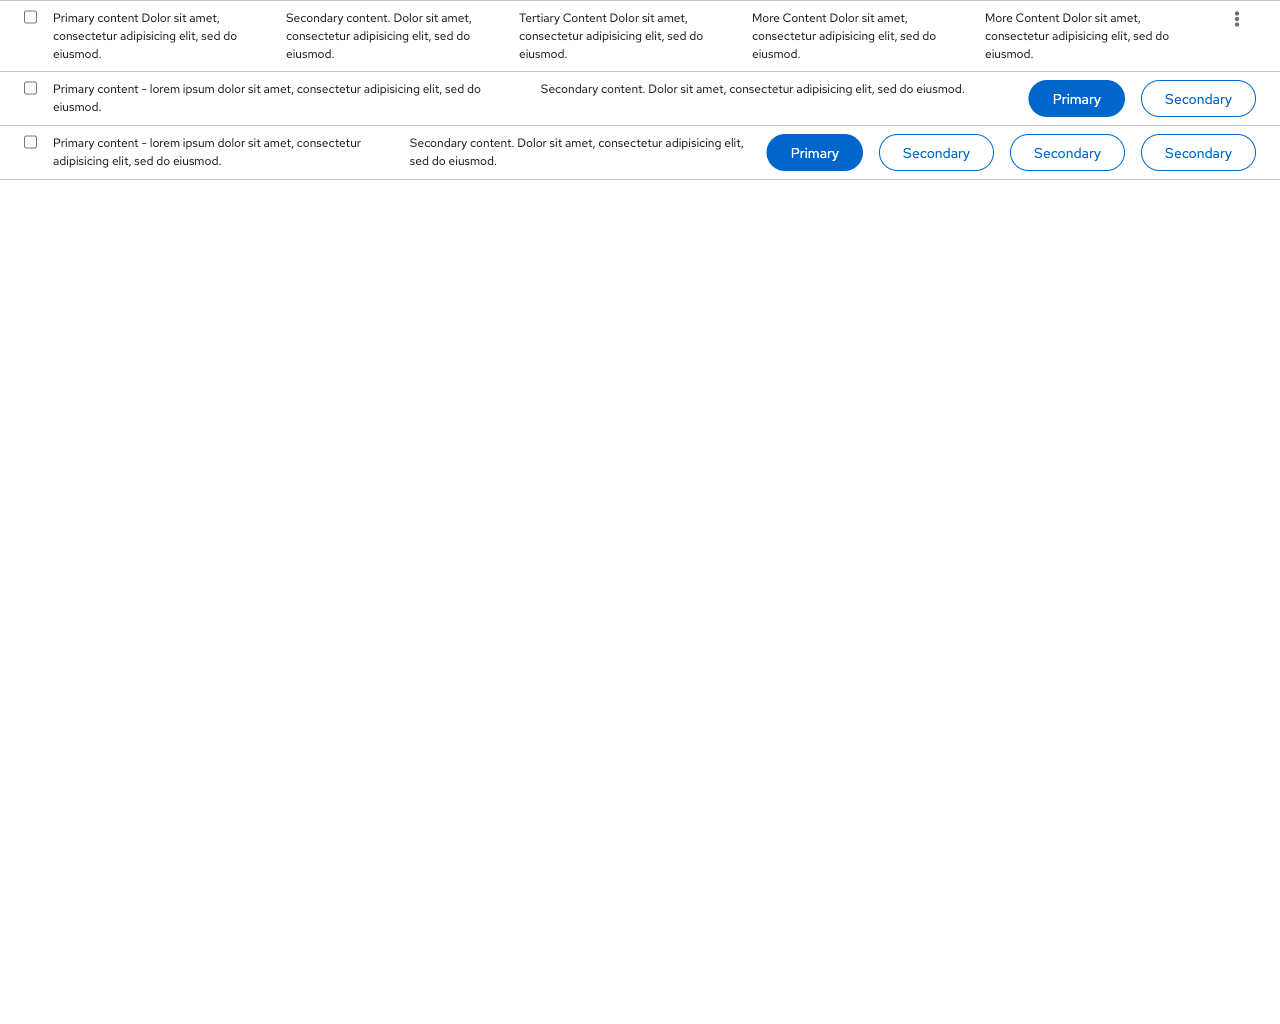 Primary content Dolor sit amet,
consectetur adipisicing elit, sed do
eiusmod.
Secondary content. Dolor sit amet,
consectetur adipisicing elit, sed do
eiusmod.
Tertiary Content Dolor sit amet,
consectetur adipisicing elit, sed do
eiusmod.
More Content Dolor sit amet,
consectetur adipisicing elit, sed do
eiusmod.
More Content Dolor sit amet,
consectetur adipisicing elit, sed do
eiusmod.
Primary content - lorem ipsum dolor sit amet, consectetur adipisicing elit, sed do
eiusmod.
Secondary content. Dolor sit amet, consectetur adipisicing elit, sed do eiusmod.
Primary
Secondary
Primary content - lorem ipsum dolor sit amet, consectetur
adipisicing elit, sed do eiusmod.
Secondary content. Dolor sit amet, consectetur adipisicing elit,
sed do eiusmod.
Primary
Secondary
Secondary
Secondary